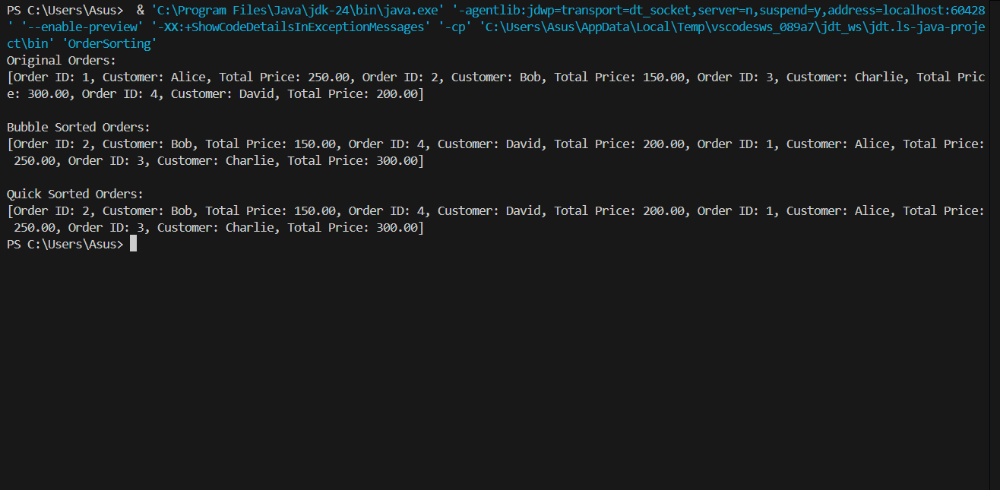 PS C:\Users\Asus>  & 'C:\Program Files\Java\jdk-24\bin\java.exe' '-agentlib:jdwp=transport=dt_socket,server=n,suspend=y,address=localhost:60428
' '--enable-preview' '-XX:+ShowCodeDetailsInExceptionMessages' '-cp' 'C:\Users\Asus\AppData\Local\Temp\vscodesws_089a7\jdt_ws\jdt.ls-java-proje
ct\bin' 'OrderSorting'
Original Orders:
[Order ID: 1, Customer: Alice, Total Price: 250.00, Order ID: 2, Customer: Bob, Total Price: 150.00, Order ID: 3, Customer: Charlie, Total Pric
e: 300.00, Order ID: 4, Customer: David, Total Price: 200.00]
Bubble Sorted Orders:
[Order ID: 2, Customer: Bob, Total Price: 150.00, Order ID: 4, Customer: David, Total Price: 200.00, Order ID: 1, Customer: Alice, Total Price:
 250.00, Order ID: 3, Customer: Charlie, Total Price: 300.00]
Quick Sorted Orders:
[Order ID: 2, Customer: Bob, Total Price: 150.00, Order ID: 4, Customer: David, Total Price: 200.00, Order ID: 1, Customer: Alice, Total Price:
 250.00, Order ID: 3, Customer: Charlie, Total Price: 300.00]
PS C:\Users\Asus>